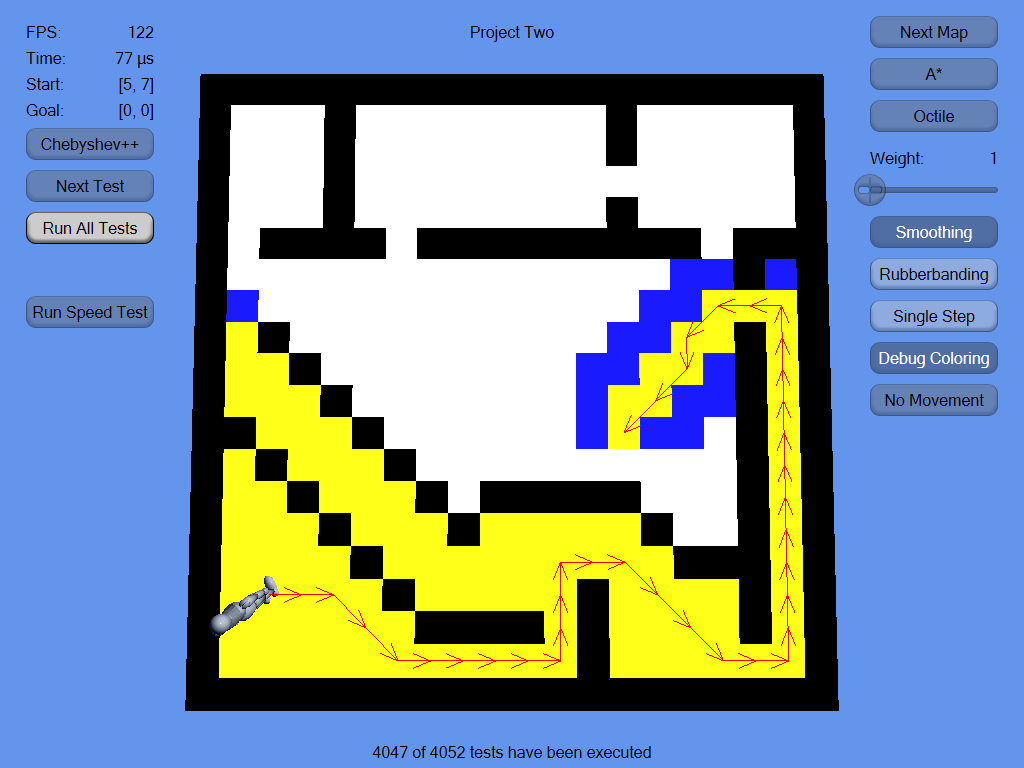 FPS: 122
Time: 77 µs
Start: [5, 7]
Goal: [0, 0]
Chebyshev++
Next Test
Run All Tests
Run Speed Test
Project Two
Next Map
A*
Octile
Weight: 1
Smoothing
Rubberbanding
Single Step
Debug Coloring
No Movement
4047 of 4052 tests have been executed